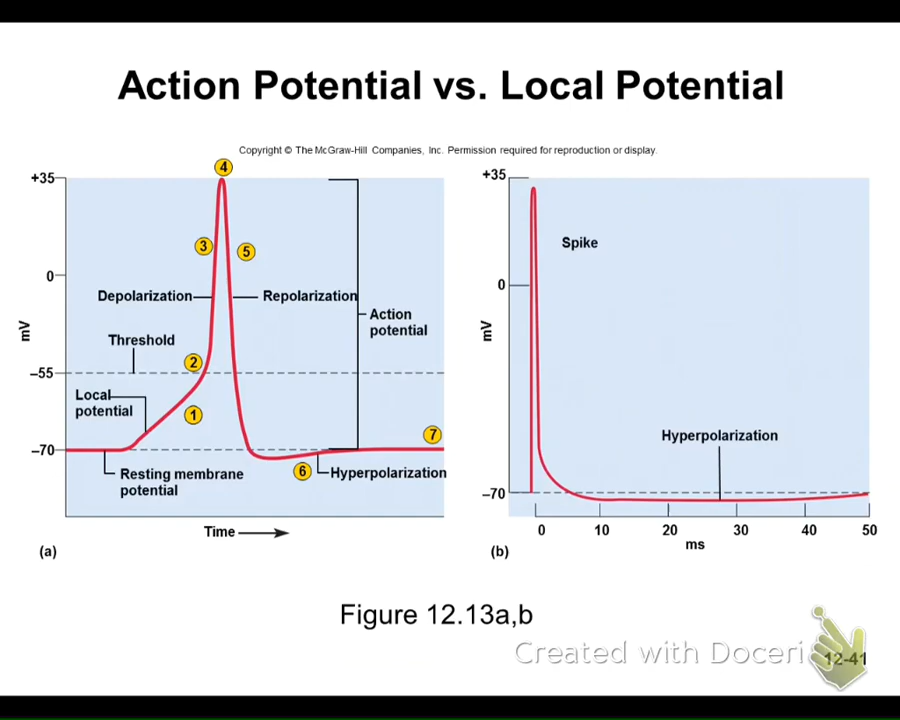 Action Potential vs. Local Potential
Copyright © The McGraw-Hill Companies, Inc. Permission required for reproduction or display.
4
+35
3
5
0
Depolarization
Repolarization
Action
potential
mV
Threshold
2
–55
Local
potential
1
7
–70
Resting membrane
potential
6
Hyperpolarization
Time
(a)
+35
Spike
0
mV
Hyperpolarization
–70
0
10
20
30
40
50
ms
(b)
Figure 12.13a,b
Created with Doceri
12-41